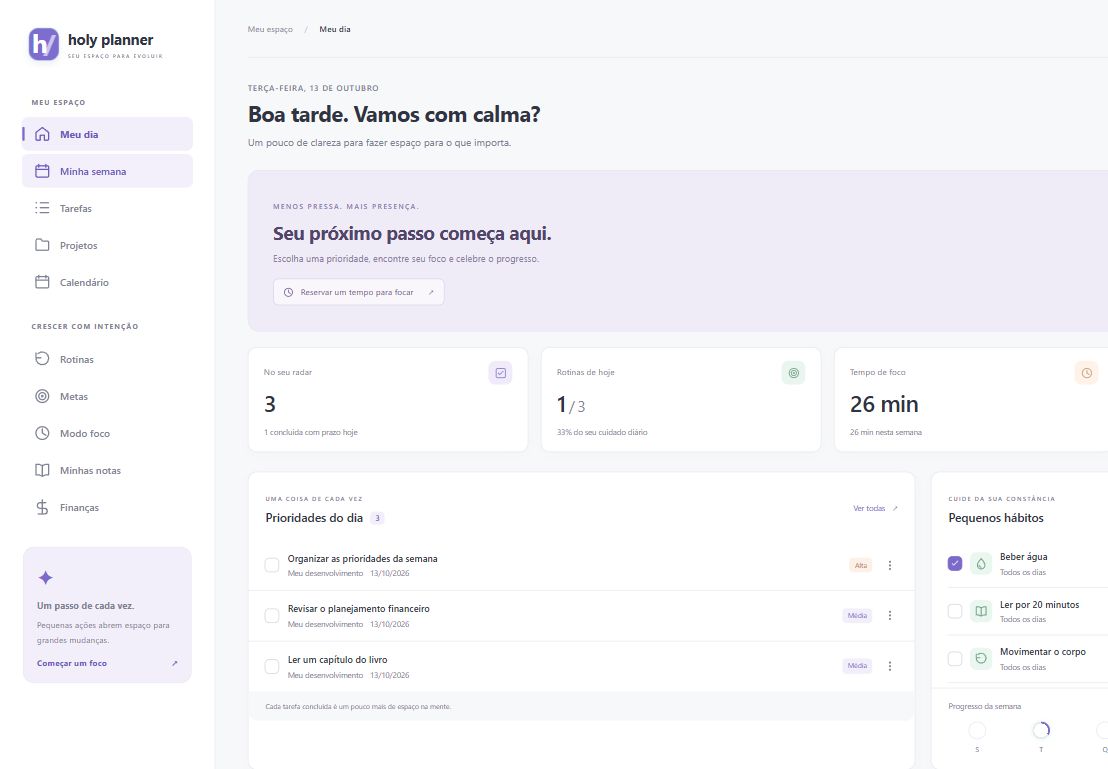 holy planner
SEU ESPAÇO PARA EVOLUIR
MEU ESPAÇO
Meu dia
Minha semana
Tarefas
Projetos
Calendário
CRESCER COM INTENÇÃO
Rotinas
Metas
Modo foco
Minhas notas
Finanças
Um passo de cada vez.
Pequenas ações abrem espaço para
grandes mudanças.
Começar um foco ↗
Meu espaço / Meu dia
TERÇA-FEIRA, 13 DE OUTUBRO
Boa tarde. Vamos com calma?
Um pouco de clareza para fazer espaço para o que importa.
MENOS PRESSA. MAIS PRESENÇA.
Seu próximo passo começa aqui.
Escolha uma prioridade, encontre seu foco e celebre o progresso.
Reservar um tempo para focar ↗
No seu radar
3
1 concluída com prazo hoje
Rotinas de hoje
1 / 3
33% do seu cuidado diário
Tempo de foco
26 min
26 min nesta semana
UMA COISA DE CADA VEZ
Prioridades do dia 3
Ver todas ↗
Organizar as prioridades da semana
Meu desenvolvimento 13/10/2026
Alta
Revisar o planejamento financeiro
Meu desenvolvimento 13/10/2026
Média
Ler um capítulo do livro
Meu desenvolvimento 13/10/2026
Média
Cada tarefa concluída é um pouco mais de espaço na mente.
CUIDE DA SUA CONSTÂNCIA
Pequenos hábitos
Beber água
Todos os dias
Ler por 20 minutos
Todos os dias
Movimentar o corpo
Todos os dias
Progresso da semana
S T Q